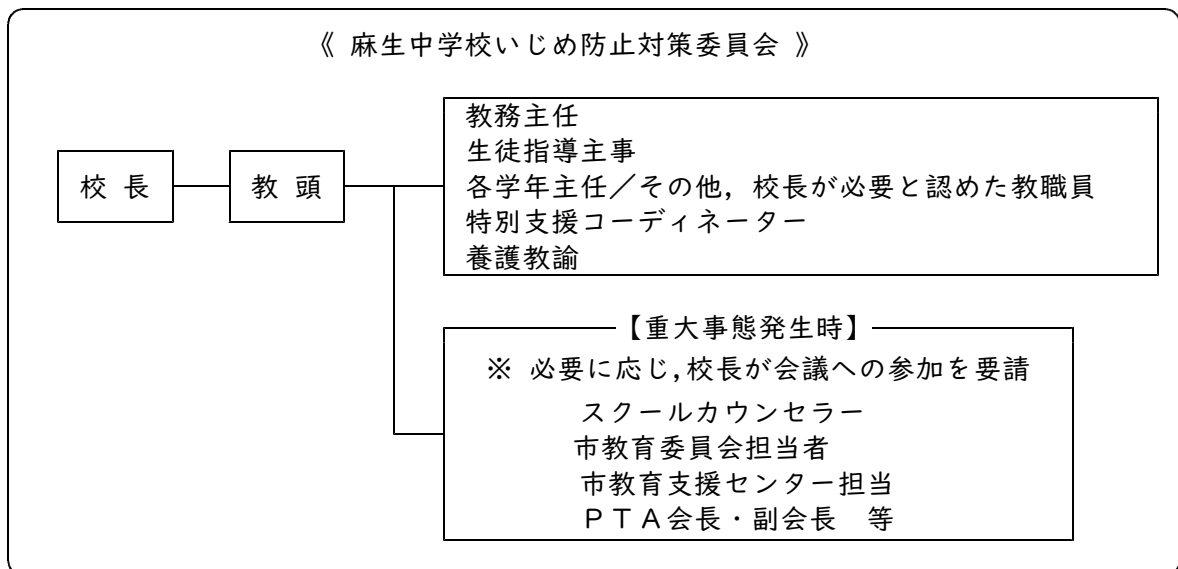 《 麻生中学校いじめ防止対策委員会 》
校 長
教 頭
教務主任
生徒指導主事
各学年主任／その他，校長が必要と認めた教職員
特別支援コーディネーター
養護教諭
【重大事態発生時】
※ 必要に応じ，校長が会議への参加を要請
スクールカウンセラー
市教育委員会担当者
市教育支援センター担当
ＰＴＡ会長・副会長　等